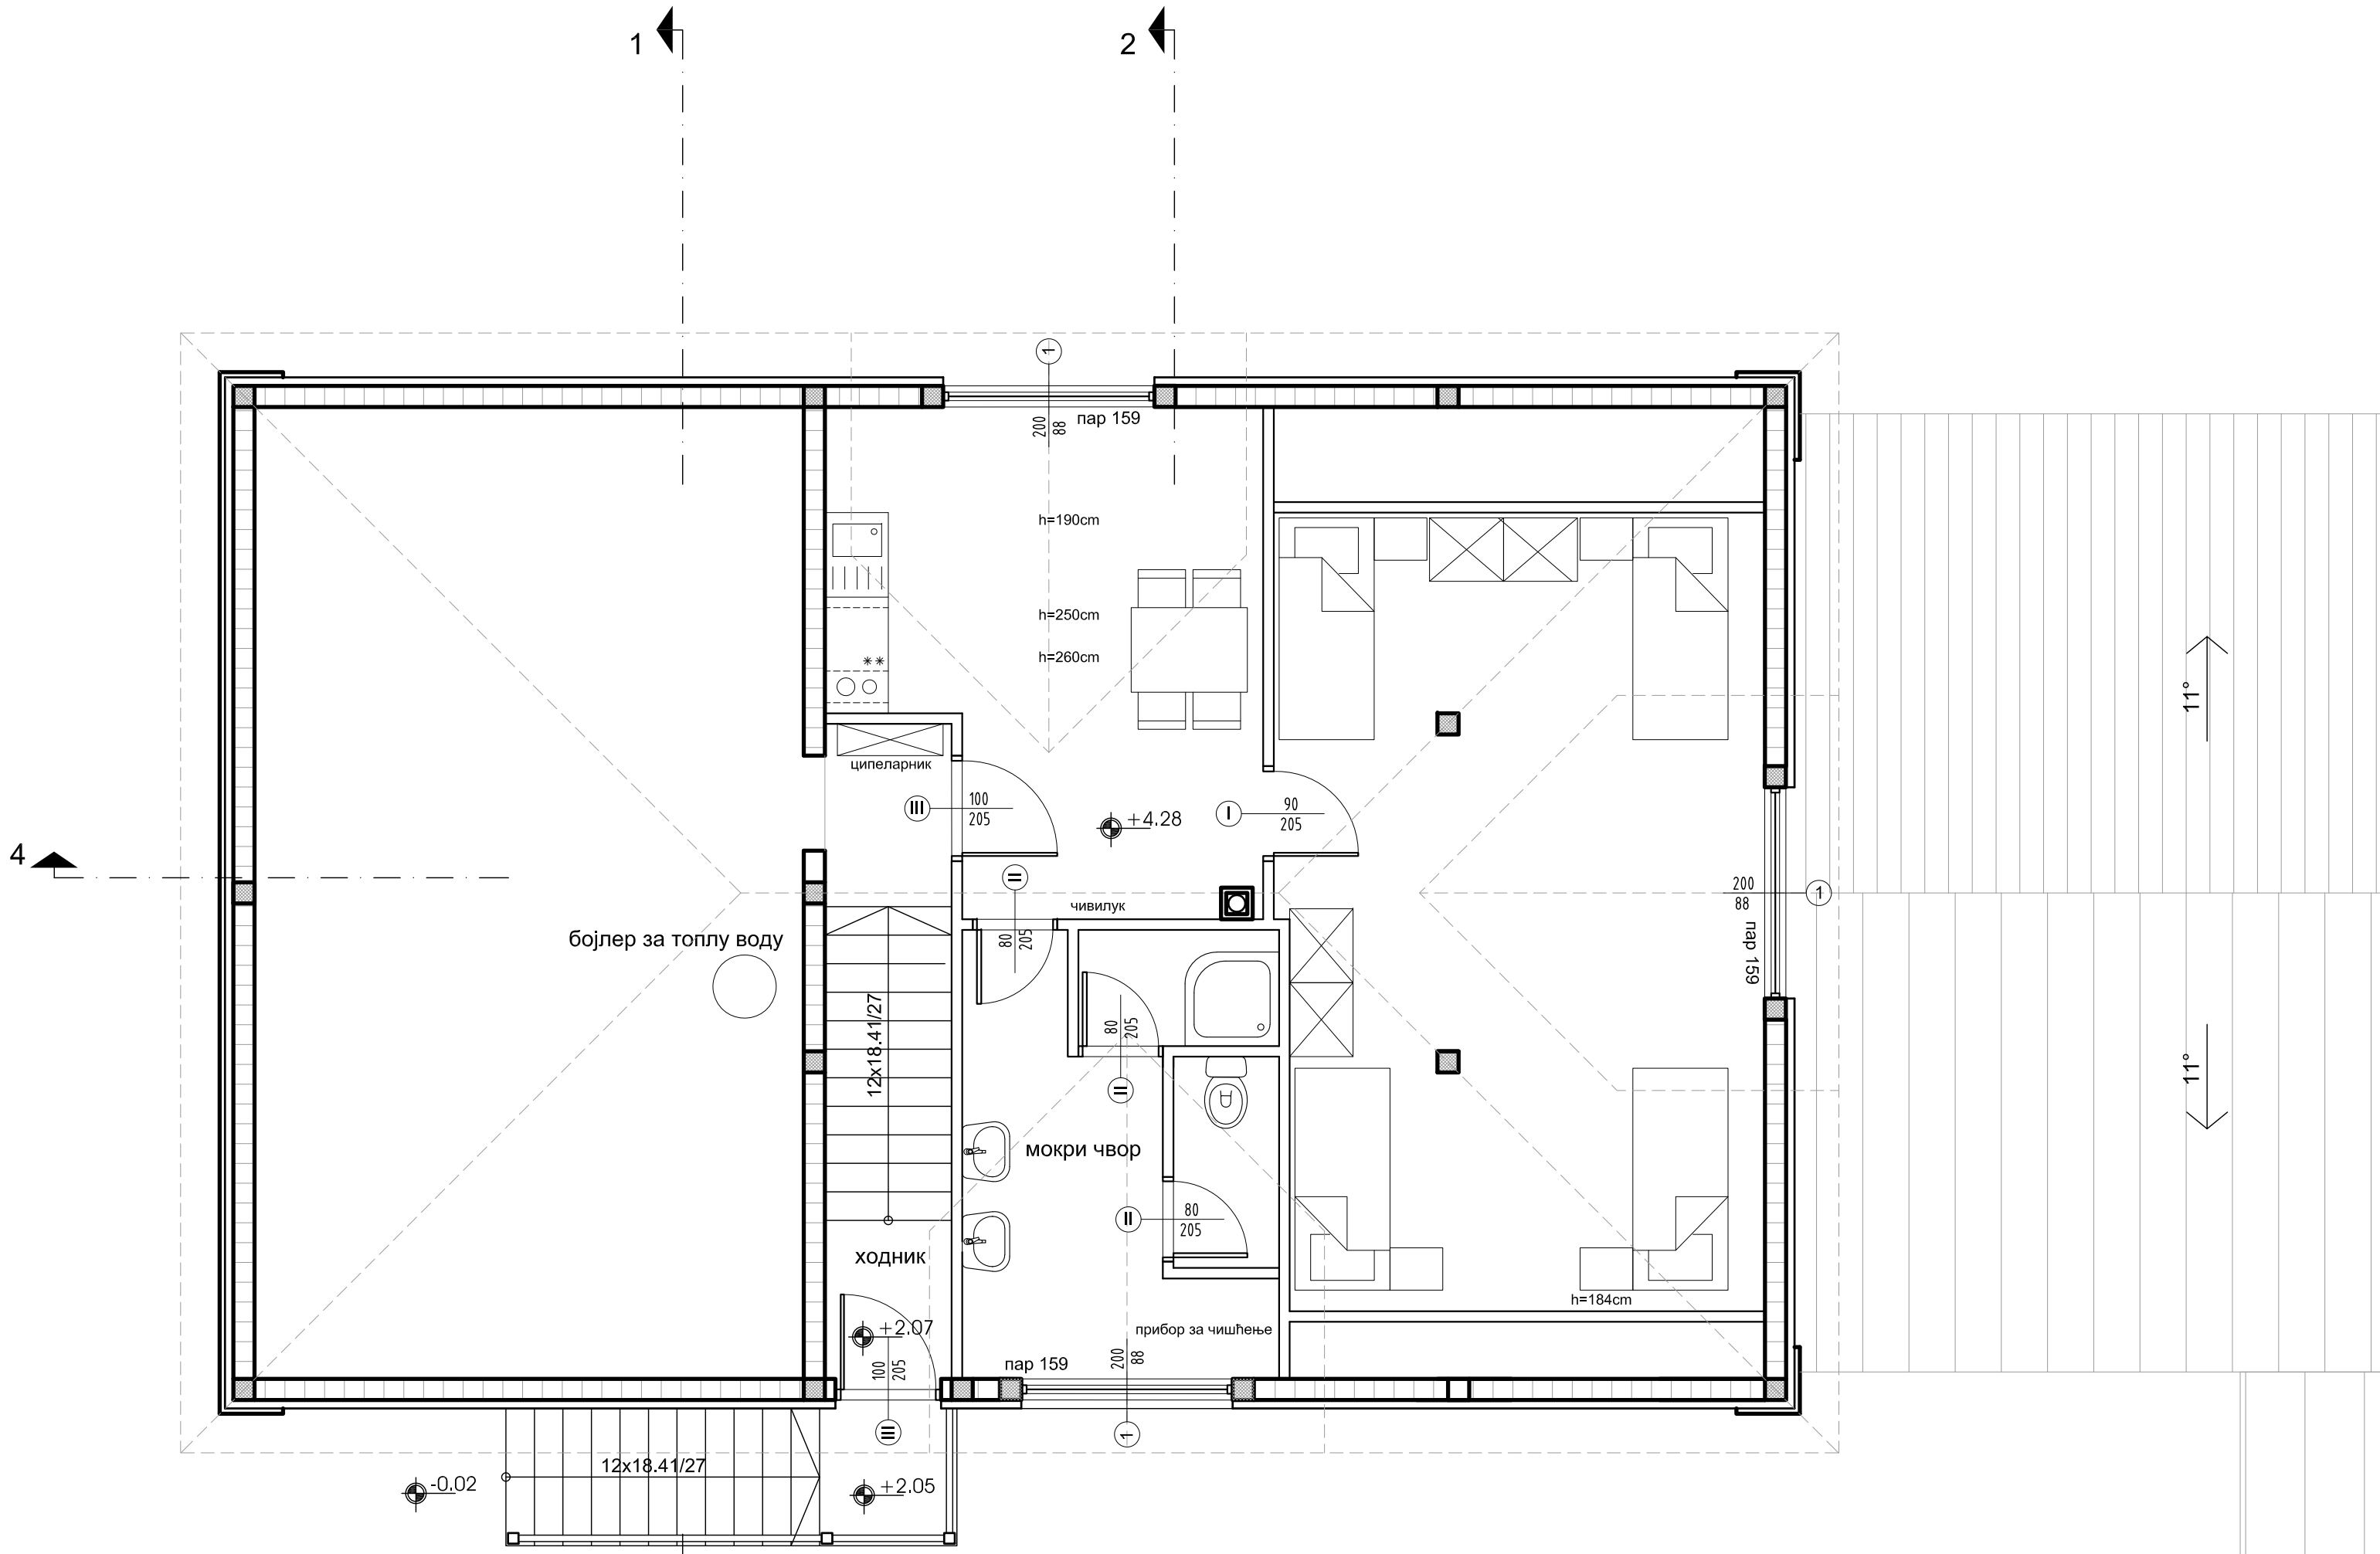 1
2
1
200
88
пар 159
h=190cm
h=250cm
h=260cm
ципеларник
III
100
205
+4.28
I
90
205
11°
4
II
80
205
чивилук
200
88
1
пар 159
бојлер за топлу воду
12x18.41/27
80
205
II
11°
мокри чвор
II
80
205
ходник
h=184cm
+2.07
прибор за чишћење
100
205
III
пар 159
200
88
1
12x18.41/27
-0.02
+2.05